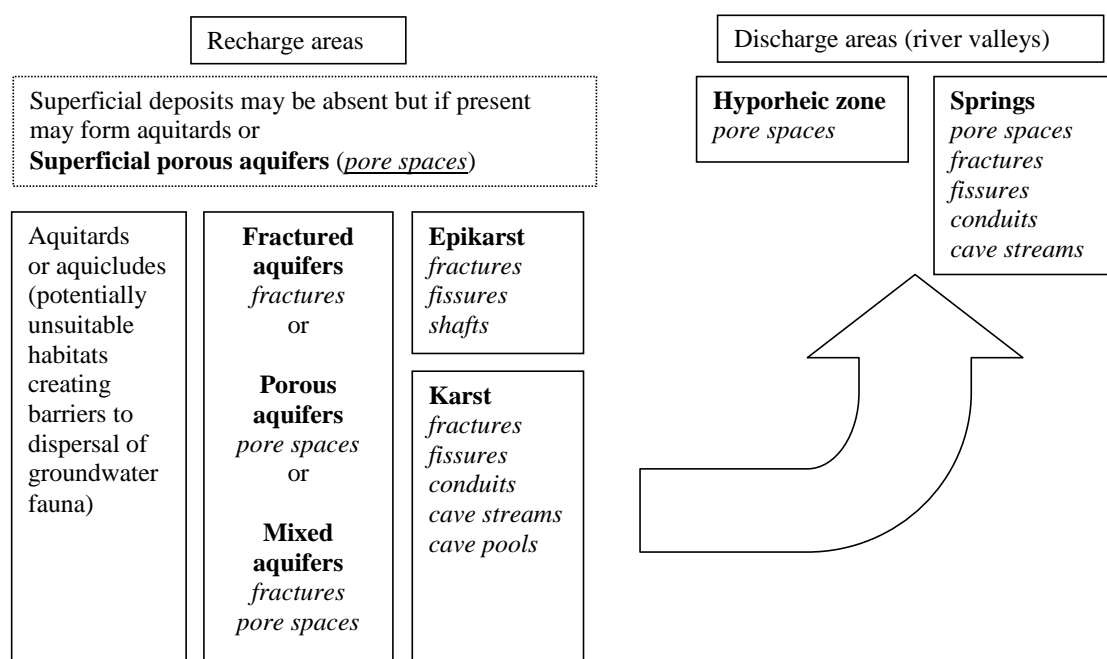 Recharge areas
Discharge areas (river valleys)
Superficial deposits may be absent but if present
may form aquitards or
Superficial porous aquifers (pore spaces)
Hyporheic zone
pore spaces
Springs
pore spaces
fractures
fissures
conduits
cave streams
Aquitards
or aquicludes
(potentially
unsuitable
habitats
creating
barriers to
dispersal of
groundwater
fauna)
Fractured
aquifers
fractures
or
Porous
aquifers
pore spaces
or
Mixed
aquifers
fractures
pore spaces
Epikarst
fractures
fissures
shafts
Karst
fractures
fissures
conduits
cave streams
cave pools